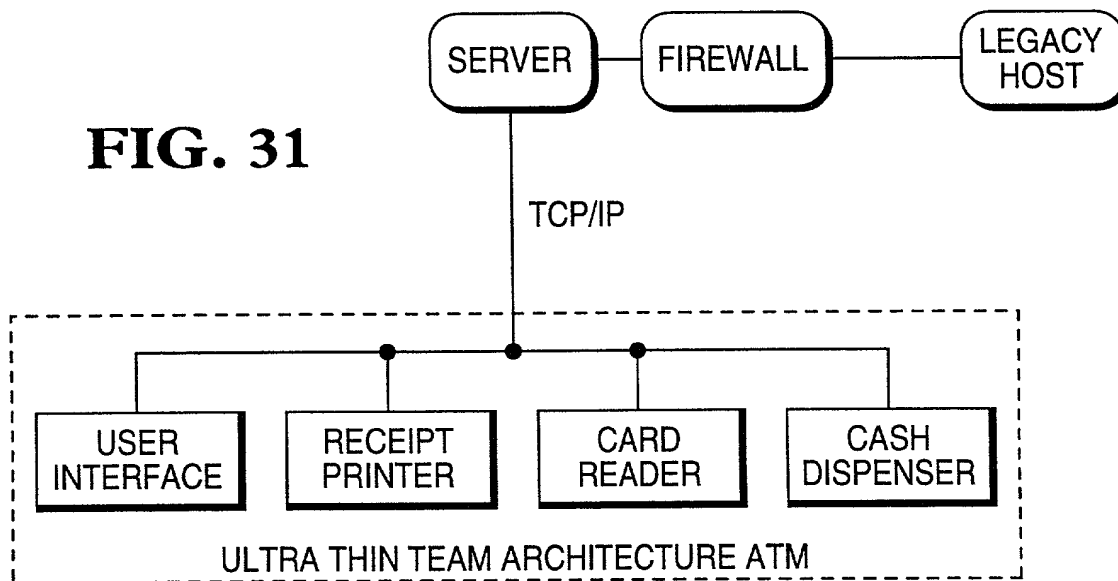 SERVER
FIREWALL
LEGACY
HOST
FIG. 31
TCP/IP
USER
INTERFACE
RECEIPT
PRINTER
CARD
READER
CASH
DISPENSER
ULTRA THIN TEAM ARCHITECTURE ATM